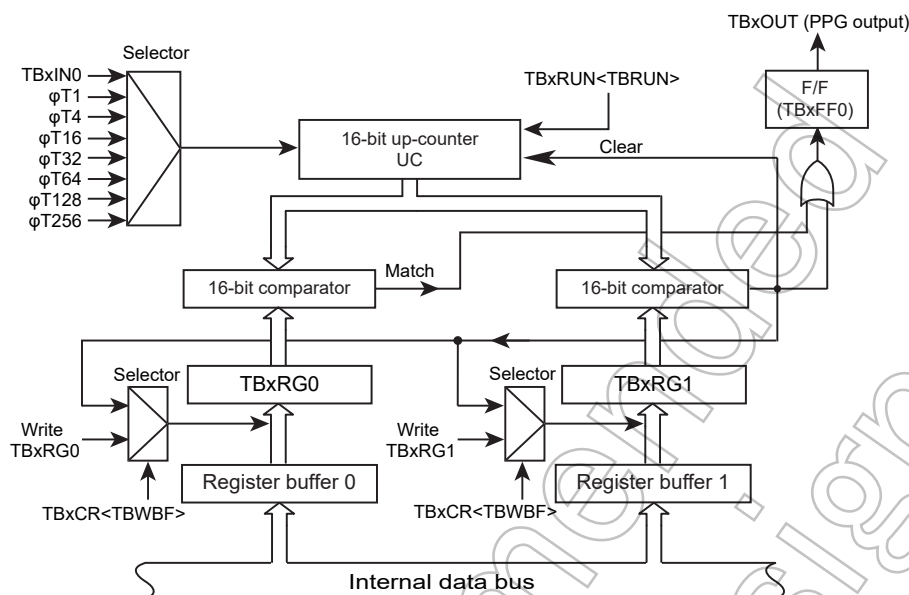 TBxOUT (PPG output)
Selector
TBxIN0
φT1
φT4
φT16
φT32
φT64
φT128
φT256
TBxRUN<TBRUN>
F/F
(TBxFF0)
16-bit up-counter
UC
Clear
16-bit comparator
Match
16-bit comparator
Selector
TBxRG0
Selector
TBxRG1
Write
TBxRG0
Write
TBxRG1
Register buffer 0
Register buffer 1
TBxCR<TBWBF>
TBxCR<TBWBF>
Internal data bus